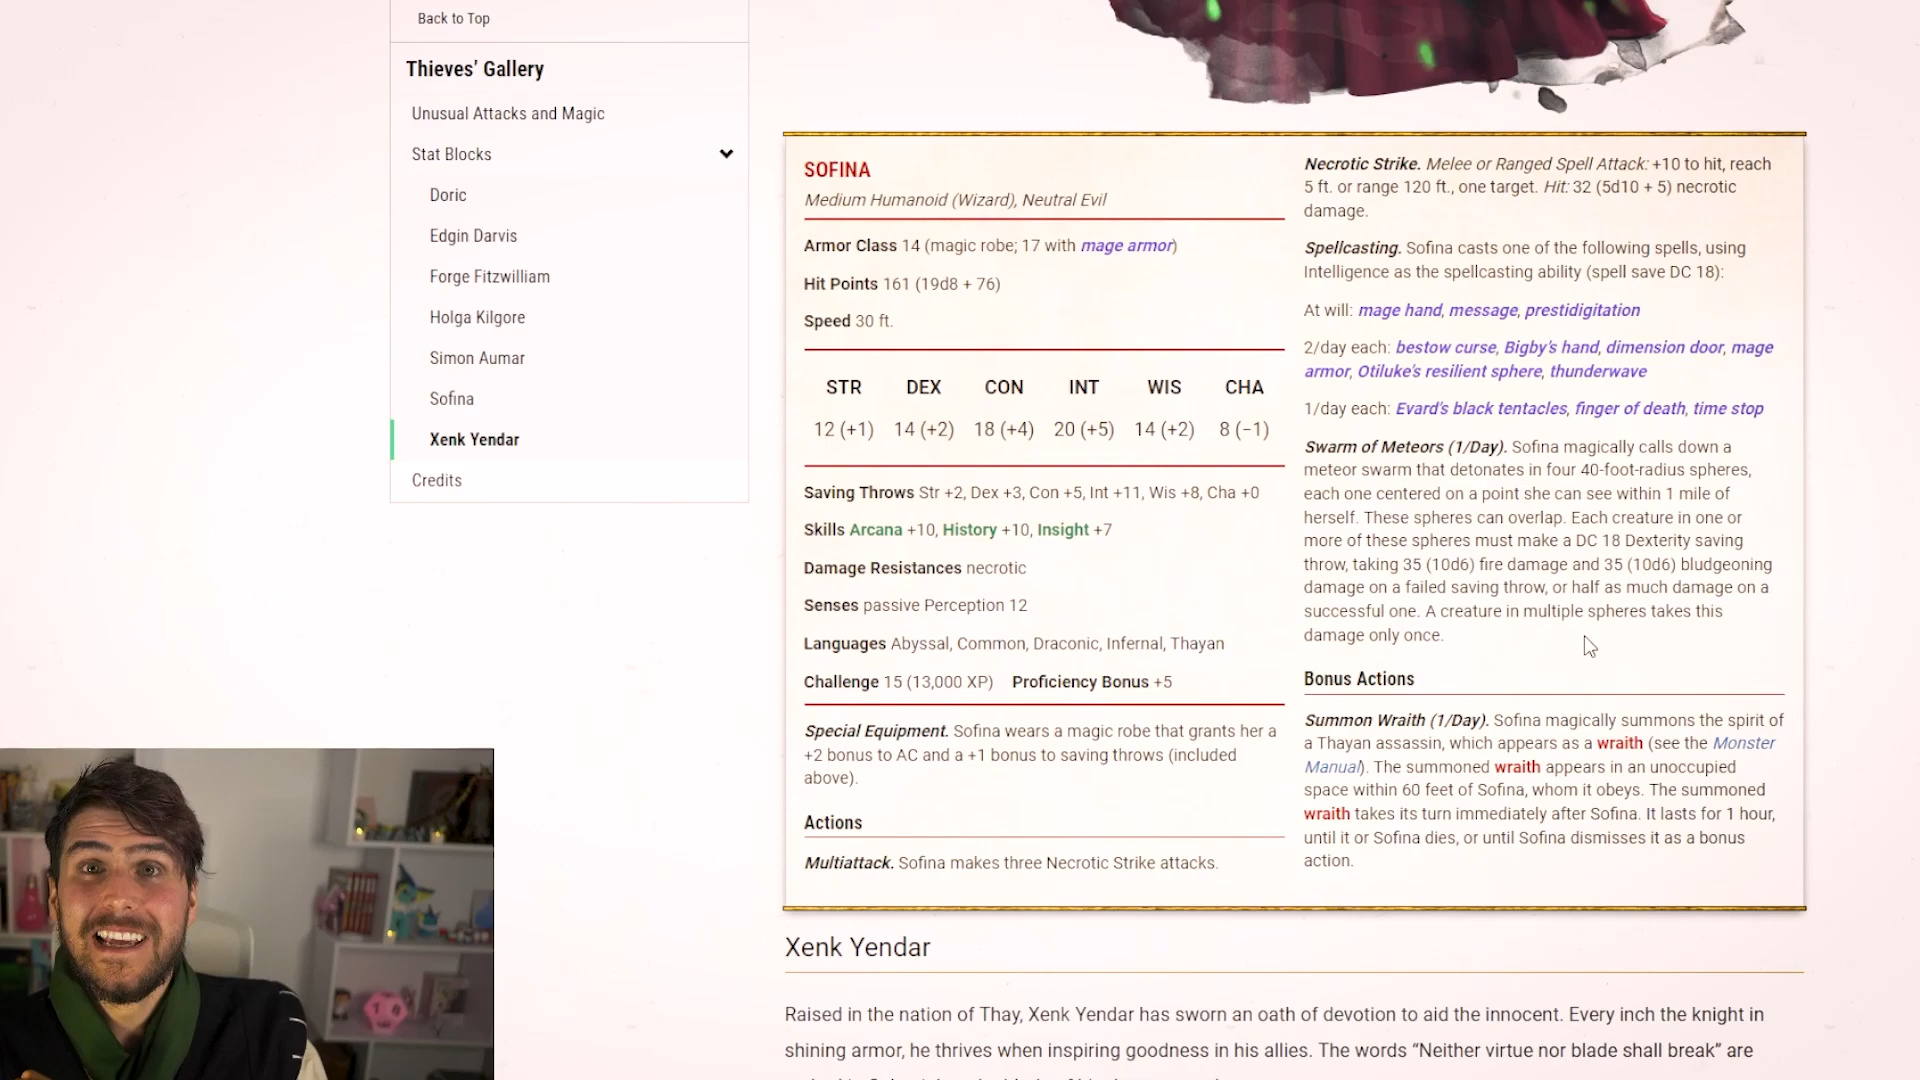 Back to Top
Thieves' Gallery
Unusual Attacks and Magic
Stat Blocks
Doric
Edgin Darvis
Forge Fitzwilliam
Holga Kilgore
Simon Aumar
Sofina
Xenk Yendar
Credits
SOFINA
Medium Humanoid (Wizard), Neutral Evil
Armor Class 14 (magic robe; 17 with mage armor)
Hit Points 161 (19d8 + 76)
Speed 30 ft.
STR DEX CON INT WIS CHA
12 (+1) 14 (+2) 18 (+4) 20 (+5) 14 (+2) 8 (−1)
Saving Throws Str +2, Dex +3, Con +5, Int +11, Wis +8, Cha +0
Skills Arcana +10, History +10, Insight +7
Damage Resistances necrotic
Senses passive Perception 12
Languages Abyssal, Common, Draconic, Infernal, Thayan
Challenge 15 (13,000 XP) Proficiency Bonus +5
Special Equipment. Sofina wears a magic robe that grants her a
+2 bonus to AC and a +1 bonus to saving throws (included
above).
Actions
Multiattack. Sofina makes three Necrotic Strike attacks.
Necrotic Strike. Melee or Ranged Spell Attack: +10 to hit, reach
5 ft. or range 120 ft., one target. Hit: 32 (5d10 + 5) necrotic
damage.
Spellcasting. Sofina casts one of the following spells, using
Intelligence as the spellcasting ability (spell save DC 18):
At will: mage hand, message, prestidigitation
2/day each: bestow curse, Bigby's hand, dimension door, mage
armor, Otiluke's resilient sphere, thunderwave
1/day each: Evard's black tentacles, finger of death, time stop
Swarm of Meteors (1/Day). Sofina magically calls down a
meteor swarm that detonates in four 40-foot-radius spheres,
each one centered on a point she can see within 1 mile of
herself. These spheres can overlap. Each creature in one or
more of these spheres must make a DC 18 Dexterity saving
throw, taking 35 (10d6) fire damage and 35 (10d6) bludgeoning
damage on a failed saving throw, or half as much damage on a
successful one. A creature in multiple spheres takes this
damage only once.
Bonus Actions
Summon Wraith (1/Day). Sofina magically summons the spirit of
a Thayan assassin, which appears as a wraith (see the Monster
Manual). The summoned wraith appears in an unoccupied
space within 60 feet of Sofina, whom it obeys. The summoned
wraith takes its turn immediately after Sofina. It lasts for 1 hour,
until it or Sofina dies, or until Sofina dismisses it as a bonus
action.
Xenk Yendar
Raised in the nation of Thay, Xenk Yendar has sworn an oath of devotion to aid the innocent. Every inch the knight in
shining armor, he thrives when inspiring goodness in his allies. The words “Neither virtue nor blade shall break” are